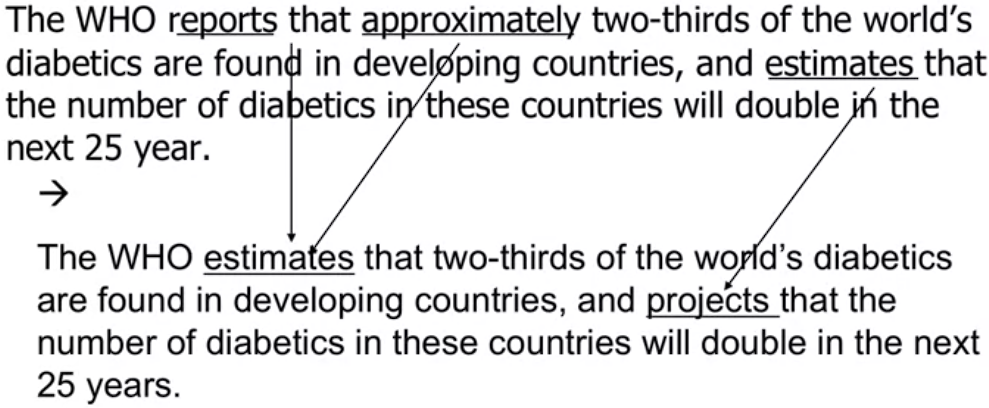 The WHO reports that approximately two-thirds of the world’s
diabetics are found in developing countries, and estimates that
the number of diabetics in these countries will double in the
next 25 year.
→
The WHO estimates that two-thirds of the world’s diabetics
are found in developing countries, and projects that the
number of diabetics in these countries will double in the next
25 years.